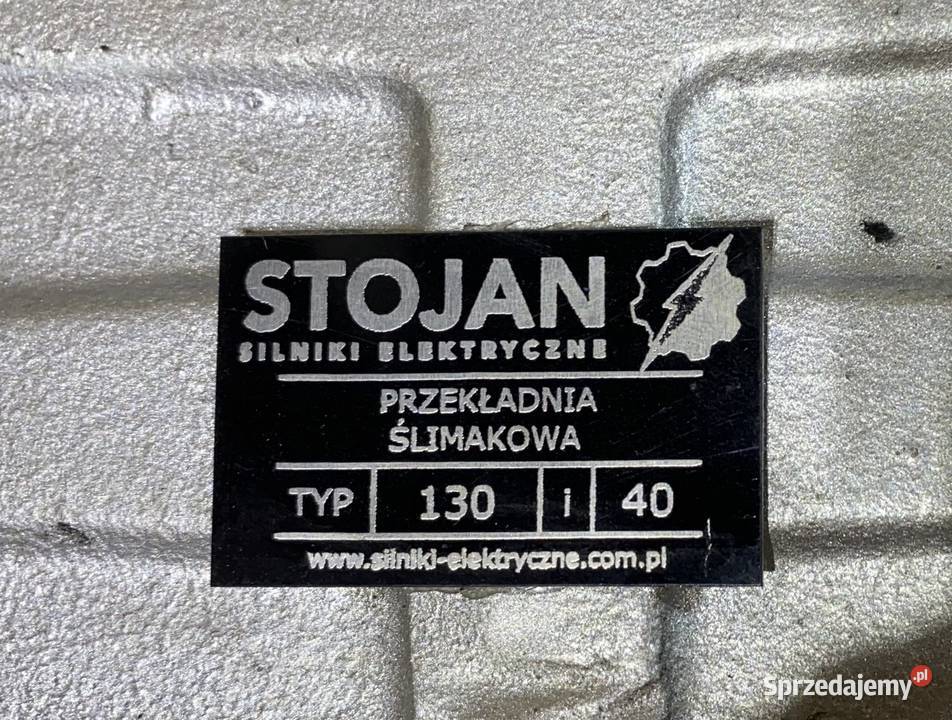 STOJAN
SILNIKI ELEKTRYCZNE
PRZEKŁADNIA
ŚLIMAKOWA
TYP 130 i 40
www.silniki-elektryczne.com.pl
Sprzedajemy.pl